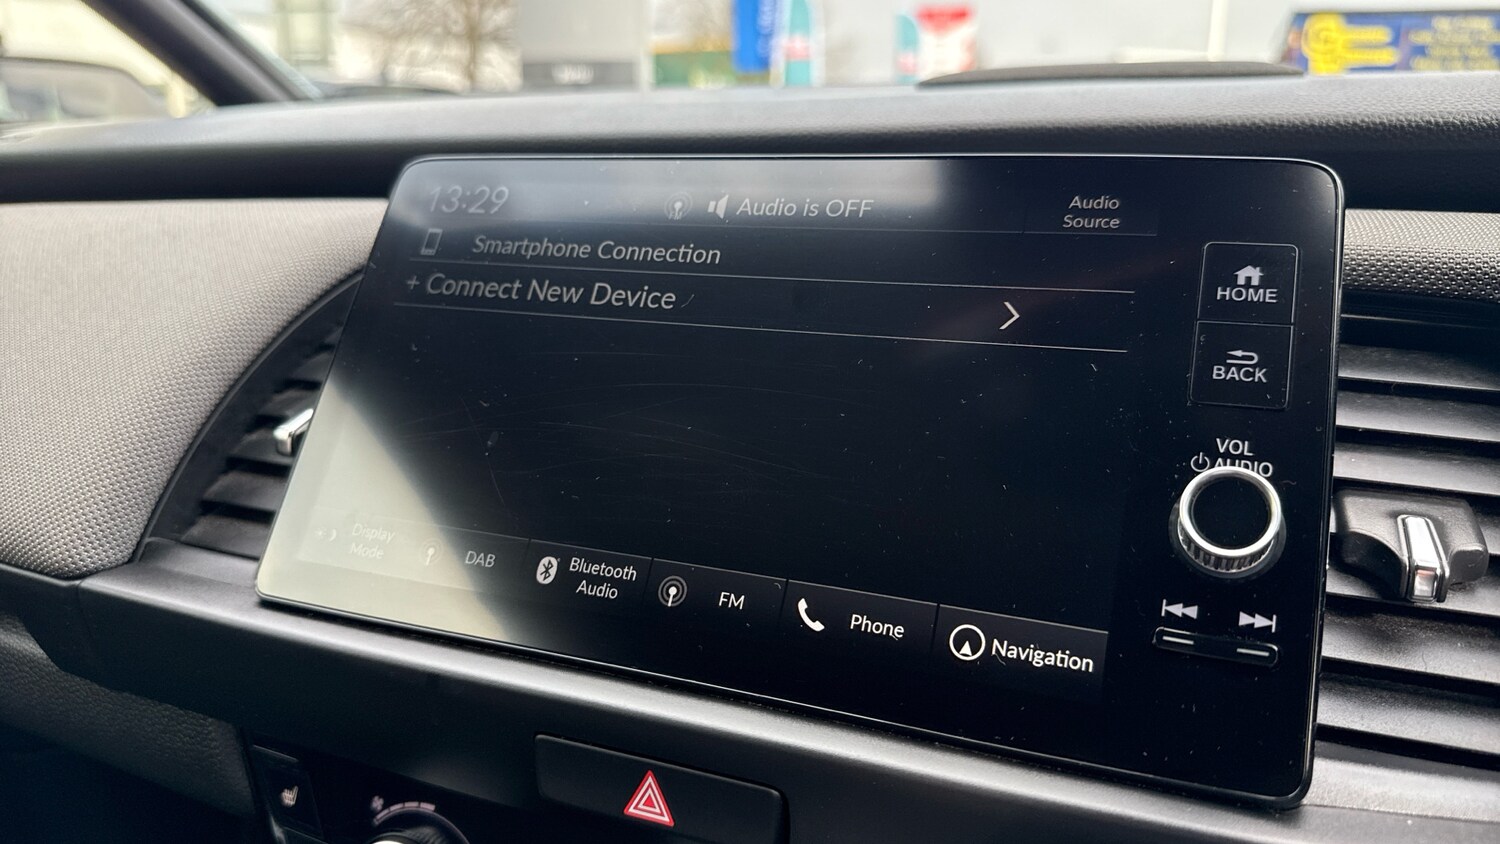 13:29
Audio is OFF
Audio
Source
Smartphone Connection
+ Connect New Device
HOME
BACK
VOL
AUDIO
Display
Mode
DAB
Bluetooth
Audio
FM
Phone
Navigation